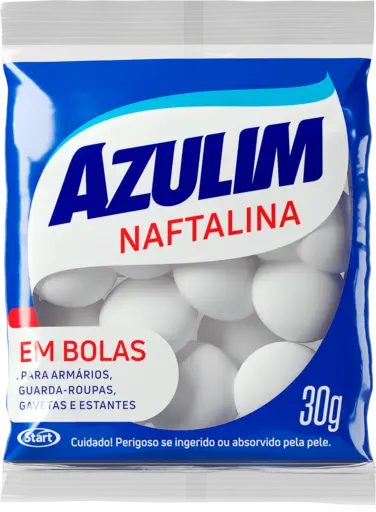 AZULIM
NAFTALINA
EM BOLAS
PARA ARMÁRIOS,
GUARDA-ROUPAS,
GAVETAS E ESTANTES
30g
Start
Cuidado! Perigoso se ingerido ou absorvido pela pele.